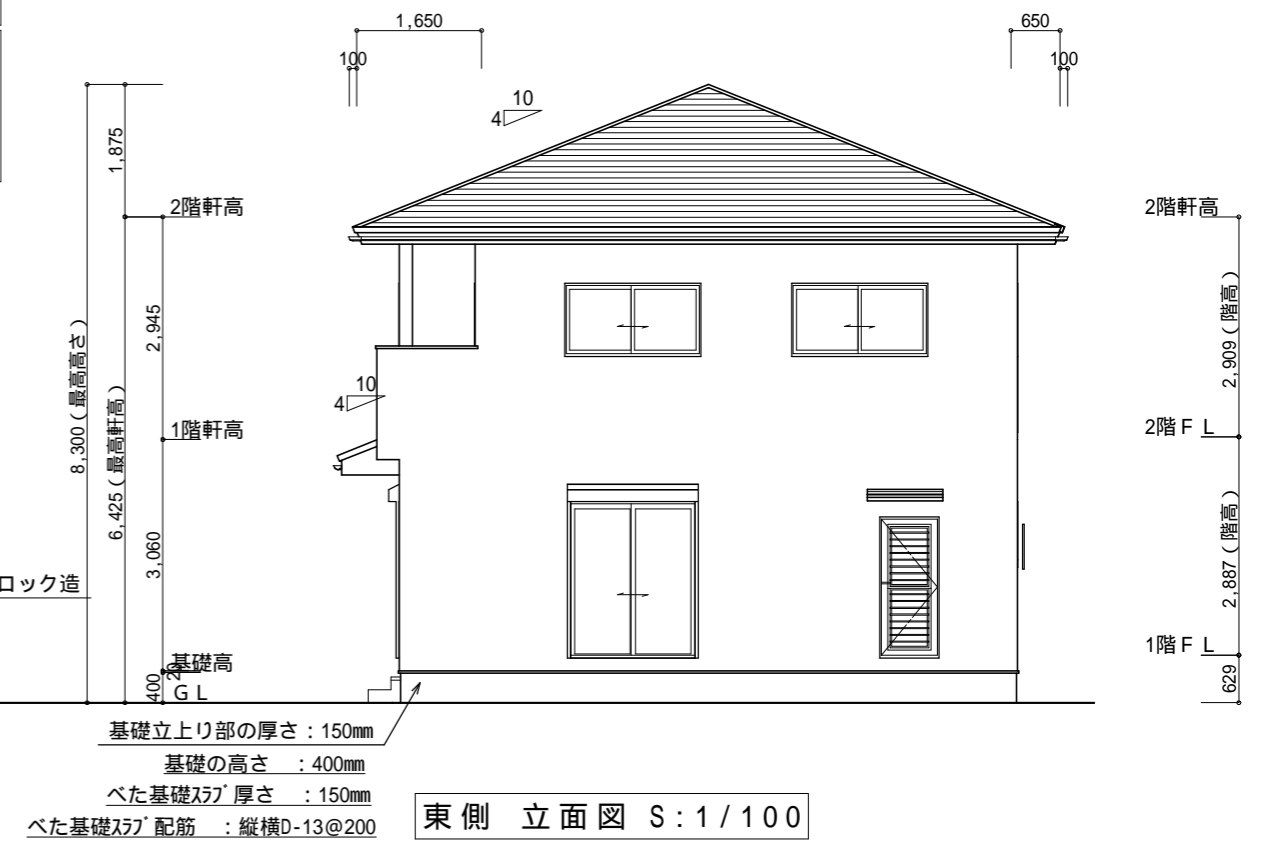 1,650
650
100
100
10
4
1,875
2階軒高
2階軒高
2,945
2,909(階高)
8,300(最高高さ)
6,425(最高軒高)
10
4
1階軒高
2階FL
3,060
2,887(階高)
ロック造
1階FL
基礎高
20
400
GL
629
基礎立上り部の厚さ:150mm
基礎の高さ :400mm
べた基礎ｽﾗﾌﾞ厚さ :150mm
べた基礎ｽﾗﾌﾞ配筋 :縦横D-13@200
東側 立面図 S:1/100